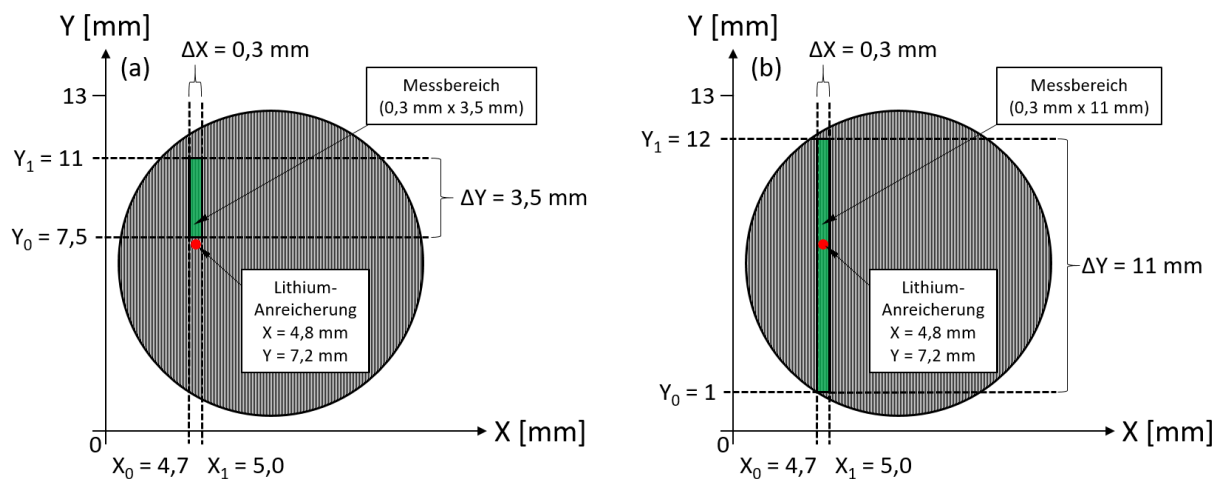 Y [mm]
(a)
ΔX = 0,3 mm
13
Messbereich
(0,3 mm x 3,5 mm)
Y₁ = 11
ΔY = 3,5 mm
Y₀ = 7,5
Lithium-
Anreicherung
X = 4,8 mm
Y = 7,2 mm
0
X [mm]
X₀ = 4,7
X₁ = 5,0
Y [mm]
(b)
ΔX = 0,3 mm
13
Messbereich
(0,3 mm x 11 mm)
Y₁ = 12
ΔY = 11 mm
Lithium-
Anreicherung
X = 4,8 mm
Y = 7,2 mm
Y₀ = 1
0
X [mm]
X₀ = 4,7
X₁ = 5,0